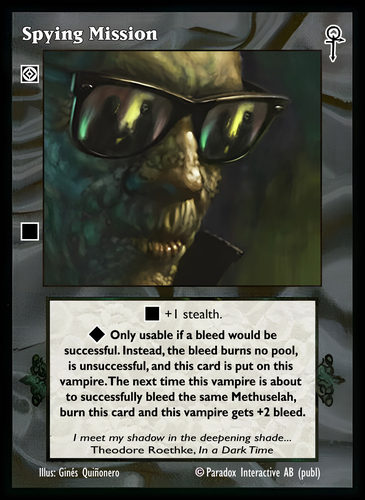 Spying Mission
+1 stealth.
Only usable if a bleed would be
successful. Instead, the bleed burns no pool,
is unsuccessful, and this card is put on this
vampire. The next time this vampire is about
to successfully bleed the same Methuselah,
burn this card and this vampire gets +2 bleed.
I meet my shadow in the deepening shade...
Theodore Roethke, In a Dark Time
Illus: Ginés Quiñonero © Paradox Interactive AB (publ)